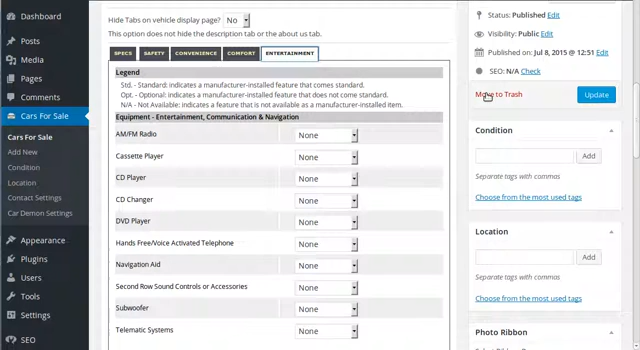 Dashboard
Posts
Media
Pages
Comments
Cars For Sale
Cars For Sale
Add New
Condition
Location
Contact Settings
Car Demon Settings
Appearance
Plugins
Users
Tools
Settings
SEO
Hide Tabs on vehicle display page? No
This option does not hide the description tab or the about us tab.
SPECS SAFETY CONVENIENCE COMFORT ENTERTAINMENT
Legend
Std. - Standard: indicates a manufacturer-installed feature that comes standard.
Opt. - Optional: indicates a manufacturer-installed feature that does not come standard.
N/A - Not Available: indicates a feature that is not available as a manufacturer-installed item.
Equipment - Entertainment, Communication & Navigation
AM/FM Radio None
Cassette Player None
CD Player None
CD Changer None
DVD Player None
Hands Free/Voice Activated Telephone None
Navigation Aid None
Second Row Sound Controls or Accessories None
Subwoofer None
Telematic Systems None
Status: Published Edit
Visibility: Public Edit
Published on: Jul 8, 2015 @ 12:51 Edit
SEO: N/A Check
Move to Trash Update
Condition
Add
Separate tags with commas
Choose from the most used tags
Location
Add
Separate tags with commas
Choose from the most used tags
Photo Ribbon